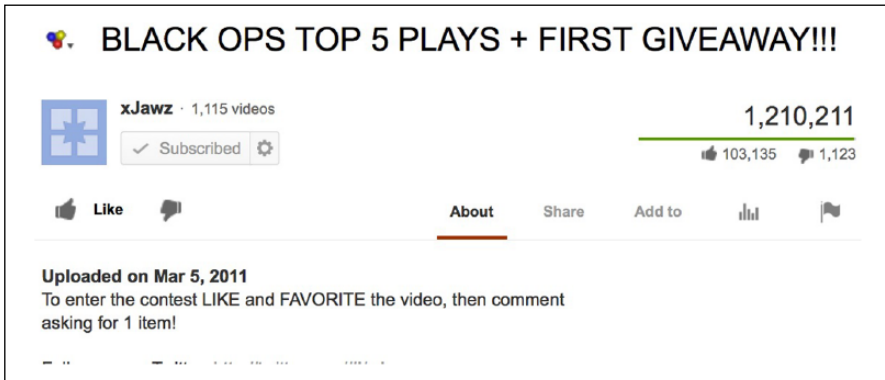 BLACK OPS TOP 5 PLAYS + FIRST GIVEAWAY!!!
xJawz · 1,115 videos
Subscribed
1,210,211
103,135 1,123
Like
About Share Add to
Uploaded on Mar 5, 2011
To enter the contest LIKE and FAVORITE the video, then comment
asking for 1 item!